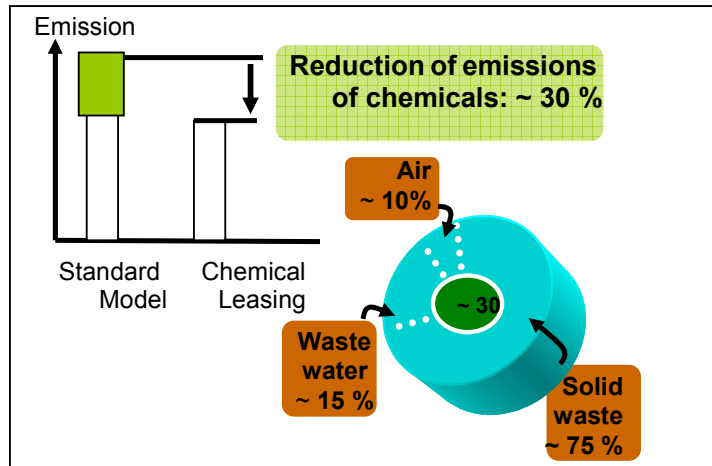 Emission
Reduction of emissions
of chemicals: ~ 30 %
Air
~ 10%
Standard
Model
Chemical
Leasing
~ 30
Waste
water
~ 15 %
Solid
waste
~ 75 %